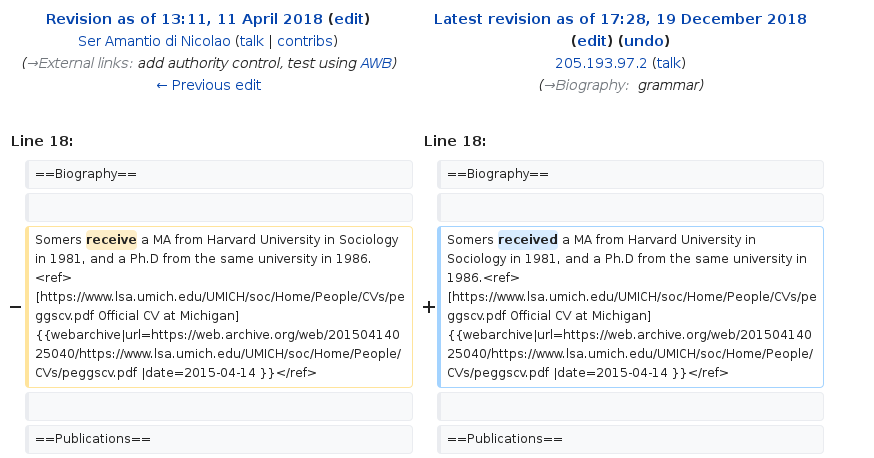 Revision as of 13:11, 11 April 2018 (edit)
Ser Amantio di Nicolao (talk | contribs)
(→External links: add authority control, test using AWB)
← Previous edit
Latest revision as of 17:28, 19 December 2018
(edit) (undo)
205.193.97.2 (talk)
(→Biography: grammar)
Line 18:
Line 18:
==Biography==
==Biography==
Somers receive a MA from Harvard University in Sociology
in 1981, and a Ph.D from the same university in 1986.
<ref>
[https://www.lsa.umich.edu/UMICH/soc/Home/People/CVs/pe
ggscv.pdf Official CV at Michigan]
{{webarchive|url=https://web.archive.org/web/201504140
25040/https://www.lsa.umich.edu/UMICH/soc/Home/People/
CVs/peggscv.pdf |date=2015-04-14 }}</ref>
Somers received a MA from Harvard University in
Sociology in 1981, and a Ph.D from the same university in
1986.<ref>
[https://www.lsa.umich.edu/UMICH/soc/Home/People/CVs/pe
ggscv.pdf Official CV at Michigan]
{{webarchive|url=https://web.archive.org/web/201504140
25040/https://www.lsa.umich.edu/UMICH/soc/Home/People/
CVs/peggscv.pdf |date=2015-04-14 }}</ref>
==Publications==
==Publications==